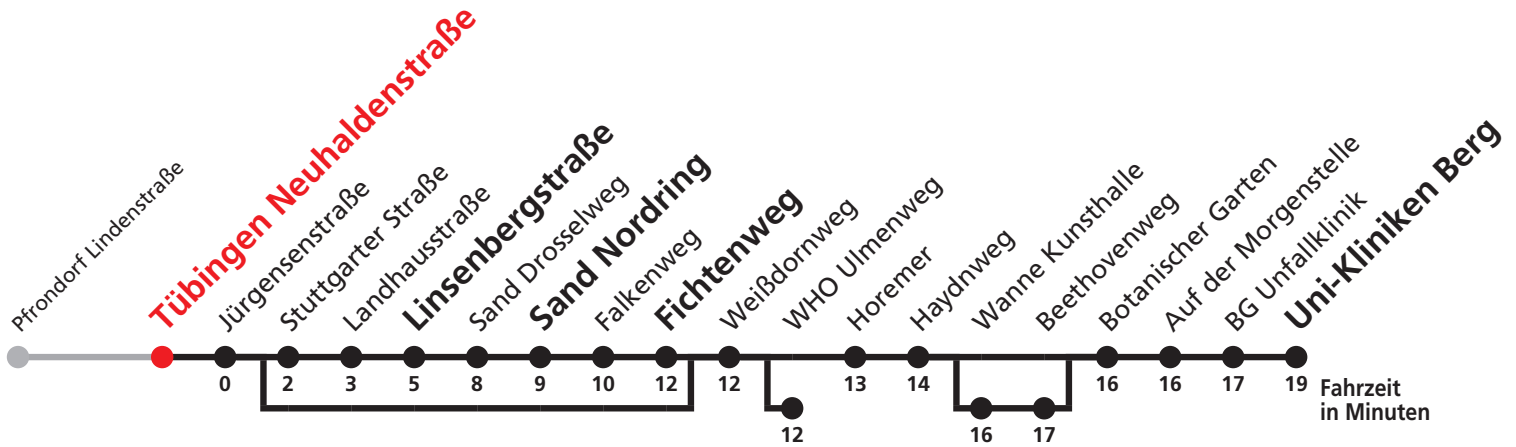 Pfrondorf Lindenstraße
Tübingen Neuhaldenstraße
Jürgensenstraße
Stuttgarter Straße
Landhausstraße
Linsenbergstraße
Sand Drosselweg
Sand Nordring
Falkenweg
Fichtenweg
Weißdornweg
WHO Ulmenweg
Horemer
Haydnweg
Wanne Kunsthalle
Beethovenweg
Botanischer Garten
Auf der Morgenstelle
BG Unfallklinik
Uni-Kliniken Berg
0 2 3 5 8 9 10 12 12 13 14 16 16 17 19
Fahrzeit
in Minuten
12 16 17